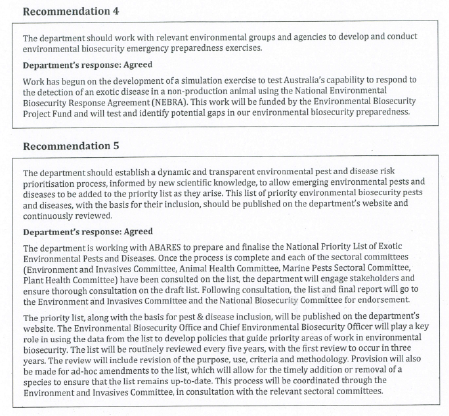 Recommendation 4
The department should work with relevant environmental groups and agencies to develop and conduct
environmental biosecurity emergency preparedness exercises.
Department's response: Agreed
Work has begun on the development of a simulation exercise to test Australia's capability to respond to
the detection of an exotic disease in a non-production animal using the National Environmental
Biosecurity Response Agreement (NEBRA). This work will be funded by the Environmental Biosecurity
Project Fund and will test and identify potential gaps in our environmental biosecurity preparedness.
Recommendation 5
The department should establish a dynamic and transparent environmental pest and disease risk
prioritisation process, informed by new scientific knowledge, to allow emerging environmental pests and
diseases to be added to the priority list as they arise. This list of priority environmental biosecurity pests
and diseases, with the basis for their inclusion, should be published on the department's website and
continuously reviewed.
Department's response: Agreed
The department is working with ABARES to prepare and finalise the National Priority List of Exotic
Environmental Pests and Diseases. Once the process is complete and each of the sectoral committees
(Environment and Invasives Committee, Animal Health Committee, Marine Pests Sectoral Committee,
Plant Health Committee) have been consulted on the list, the department will engage stakeholders and
ensure thorough consultation on the draft list. Following consultation, the list and final report will go to
the Environment and Invasives Committee and the National Biosecurity Committee for endorsement.
The priority list, along with the basis for pest & disease inclusion, will be published on the department's
website. The Environmental Biosecurity Office and Chief Environmental Biosecurity Officer will play a key
role in using the data from the list to develop policies that guide priority areas of work in environmental
biosecurity. The list will be routinely reviewed every five years, with the first review to occur in three
years. The review will include revision of the purpose, use, criteria and methodology. Provision will also
be made for ad-hoc amendments to the list, which will allow for the timely addition or removal of a
species to ensure that the list remains up-to-date. This process will be coordinated through the
Environment and Invasives Committee, in consultation with the relevant sectoral committees.